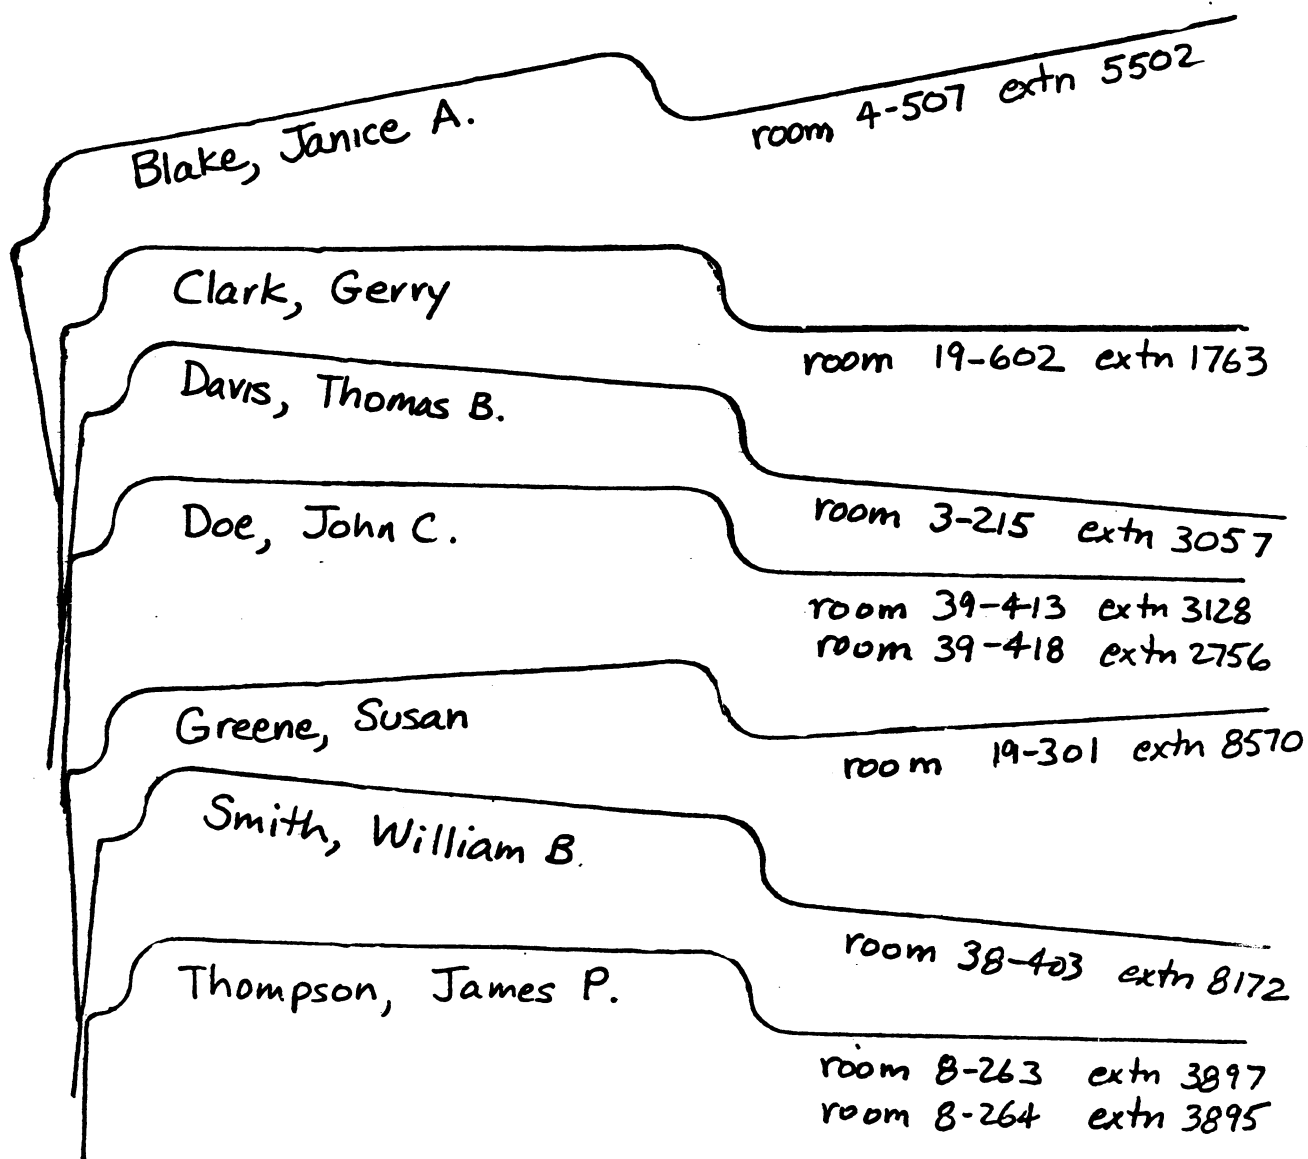 Blake, Janice A.
room 4-507 extn 5502
Clark, Gerry
room 19-602 extn 1763
Davis, Thomas B.
room 3-215 extn 3057
Doe, John C.
room 39-413 extn 3128
room 39-418 extn 2756
Greene, Susan
room 19-301 extn 8570
Smith, William B.
room 38-403 extn 8172
Thompson, James P.
room 8-263 extn 3897
room 8-264 extn 3895